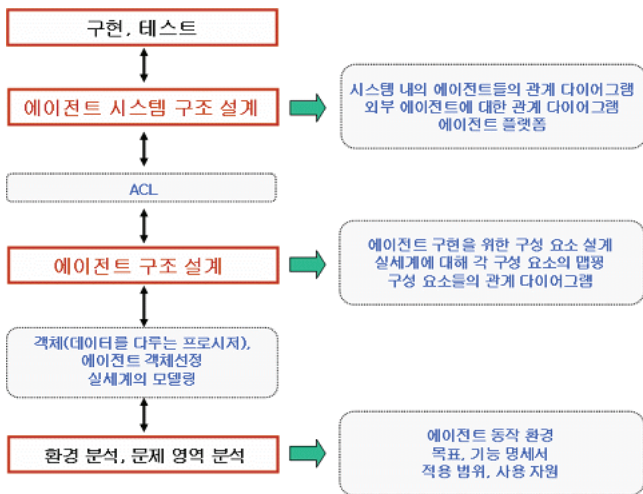 구현, 테스트
에이전트 시스템 구조 설계
시스템 내의 에이전트들의 관계 다이어그램
외부 에이전트에 대한 관계 다이어그램
에이전트 플랫폼
ACL
에이전트 구조 설계
에이전트 구현을 위한 구성 요소 설계
실세계에 대해 각 구성 요소의 맵핑
구성 요소들의 관계 다이어그램
객체(데이터를 다루는 프로시저),
에이전트 객체선정
실세계의 모델링
환경 분석, 문제 영역 분석
에이전트 동작 환경
목표, 기능 명세서
적용 범위, 사용 자원